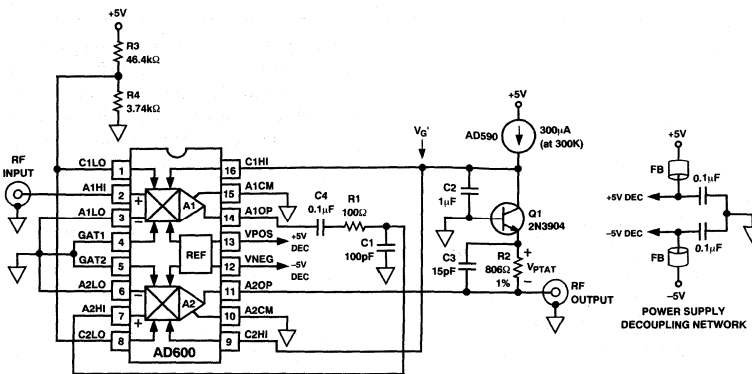 +5V
R3
46.4kΩ
R4
3.74kΩ
RF
INPUT
C1LO
A1HI
A1LO
GAT1
GAT2
A2LO
A2HI
C2LO
1
2
3
4
5
6
7
8
+
−
A1
REF
−
+
A2
AD600
16
15
14
13
12
11
10
9
C1HI
A1CM
A1OP
VPOS
VNEG
A2OP
A2CM
C2HI
+5V
DEC
−5V
DEC
C4
0.1µF
R1
100Ω
C1
100pF
VG'
+5V
AD590
300µA
(at 300K)
C2
1µF
Q1
2N3904
C3
15pF
R2
806Ω
1%
+
VPTAT
−
RF
OUTPUT
+5V
FB
0.1µF
+5V DEC
−5V DEC
FB
0.1µF
−5V
POWER SUPPLY
DECOUPLING NETWORK